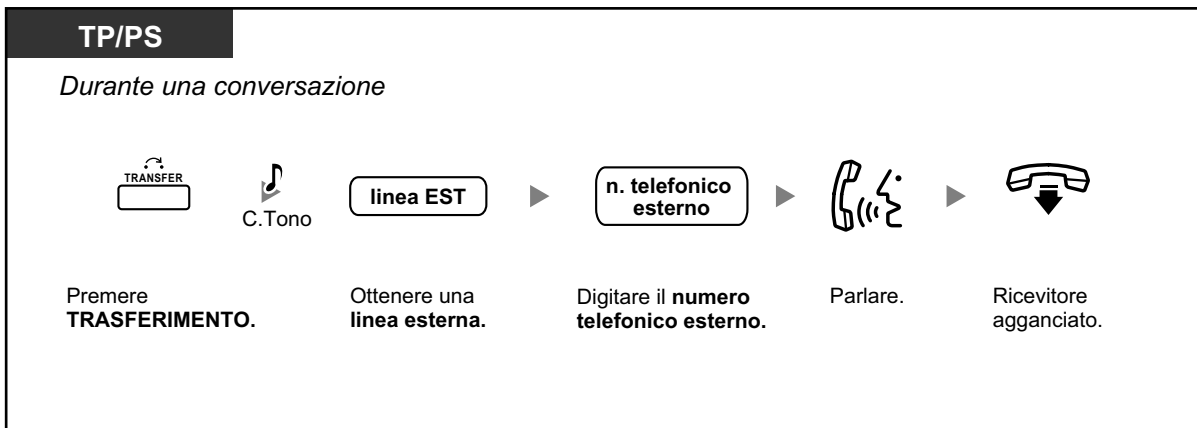 TP/PS
Durante una conversazione
TRANSFER
C.Tono
linea EST
n. telefonico
esterno
Premere
TRASFERIMENTO.
Ottenere una
linea esterna.
Digitare il numero
telefonico esterno.
Parlare.
Ricevitore
agganciato.